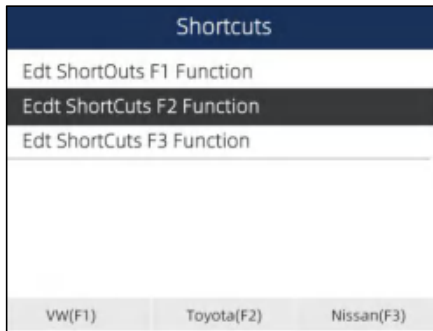 Shortcuts
Edt ShortOuts F1 Function
Ecdt ShortCuts F2 Function
Edt ShortCuts F3 Function
VW(F1) Toyota(F2) Nissan(F3)